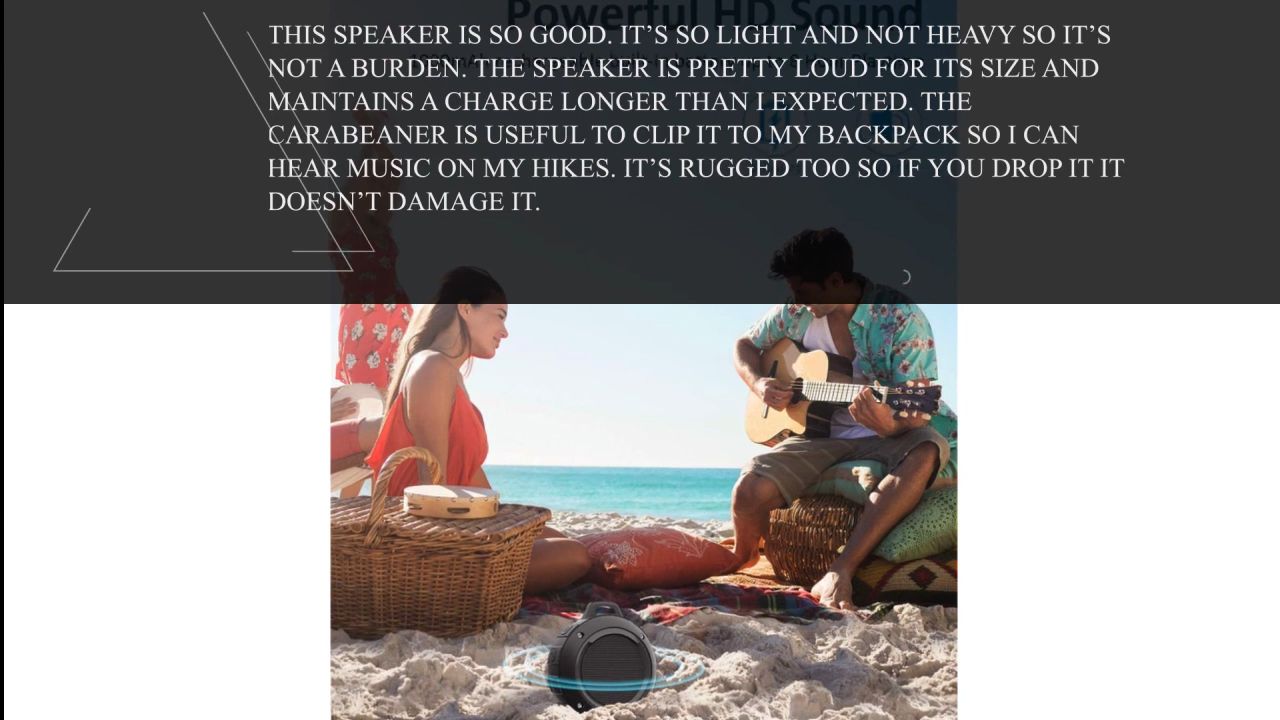 Powerful HD Sound
THIS SPEAKER IS SO GOOD. IT’S SO LIGHT AND NOT HEAVY SO IT’S
NOT A BURDEN. THE SPEAKER IS PRETTY LOUD FOR ITS SIZE AND
MAINTAINS A CHARGE LONGER THAN I EXPECTED. THE
CARABEANER IS USEFUL TO CLIP IT TO MY BACKPACK SO I CAN
HEAR MUSIC ON MY HIKES. IT’S RUGGED TOO SO IF YOU DROP IT IT
DOESN’T DAMAGE IT.